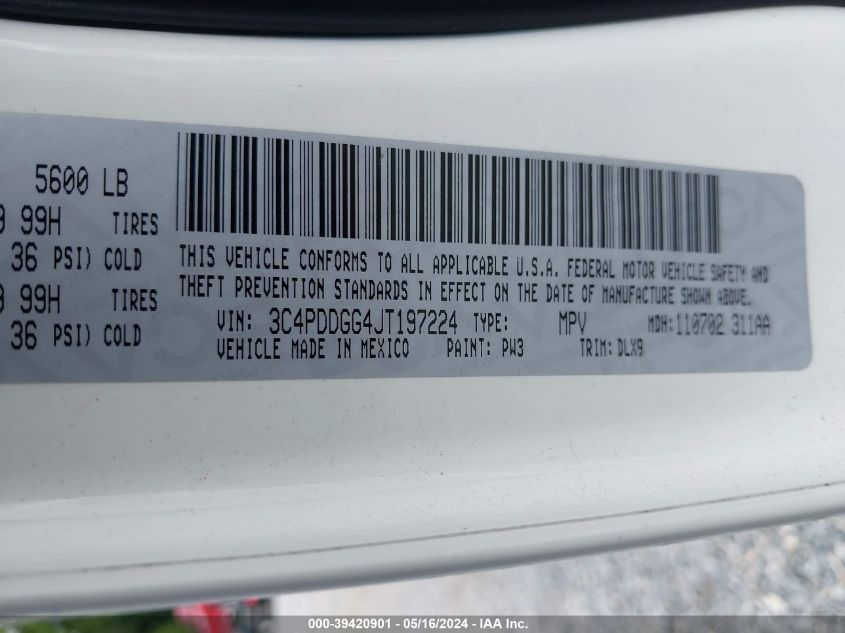 5600 LB
99H TIRES
36 PSI) COLD
99H TIRES
36 PSI) COLD
THIS VEHICLE CONFORMS TO ALL APPLICABLE U.S.A. FEDERAL MOTOR VEHICLE SAFETY AND
THEFT PREVENTION STANDARDS IN EFFECT ON THE DATE OF MANUFACTURE SHOWN ABOVE.
VIN: 3C4PDDGG4JT197224 TYPE: MPV MDH: 110702 311AA
VEHICLE MADE IN MEXICO PAINT: PW3 TRIM: DLX9
000-39420901 - 05/16/2024 - IAA Inc.